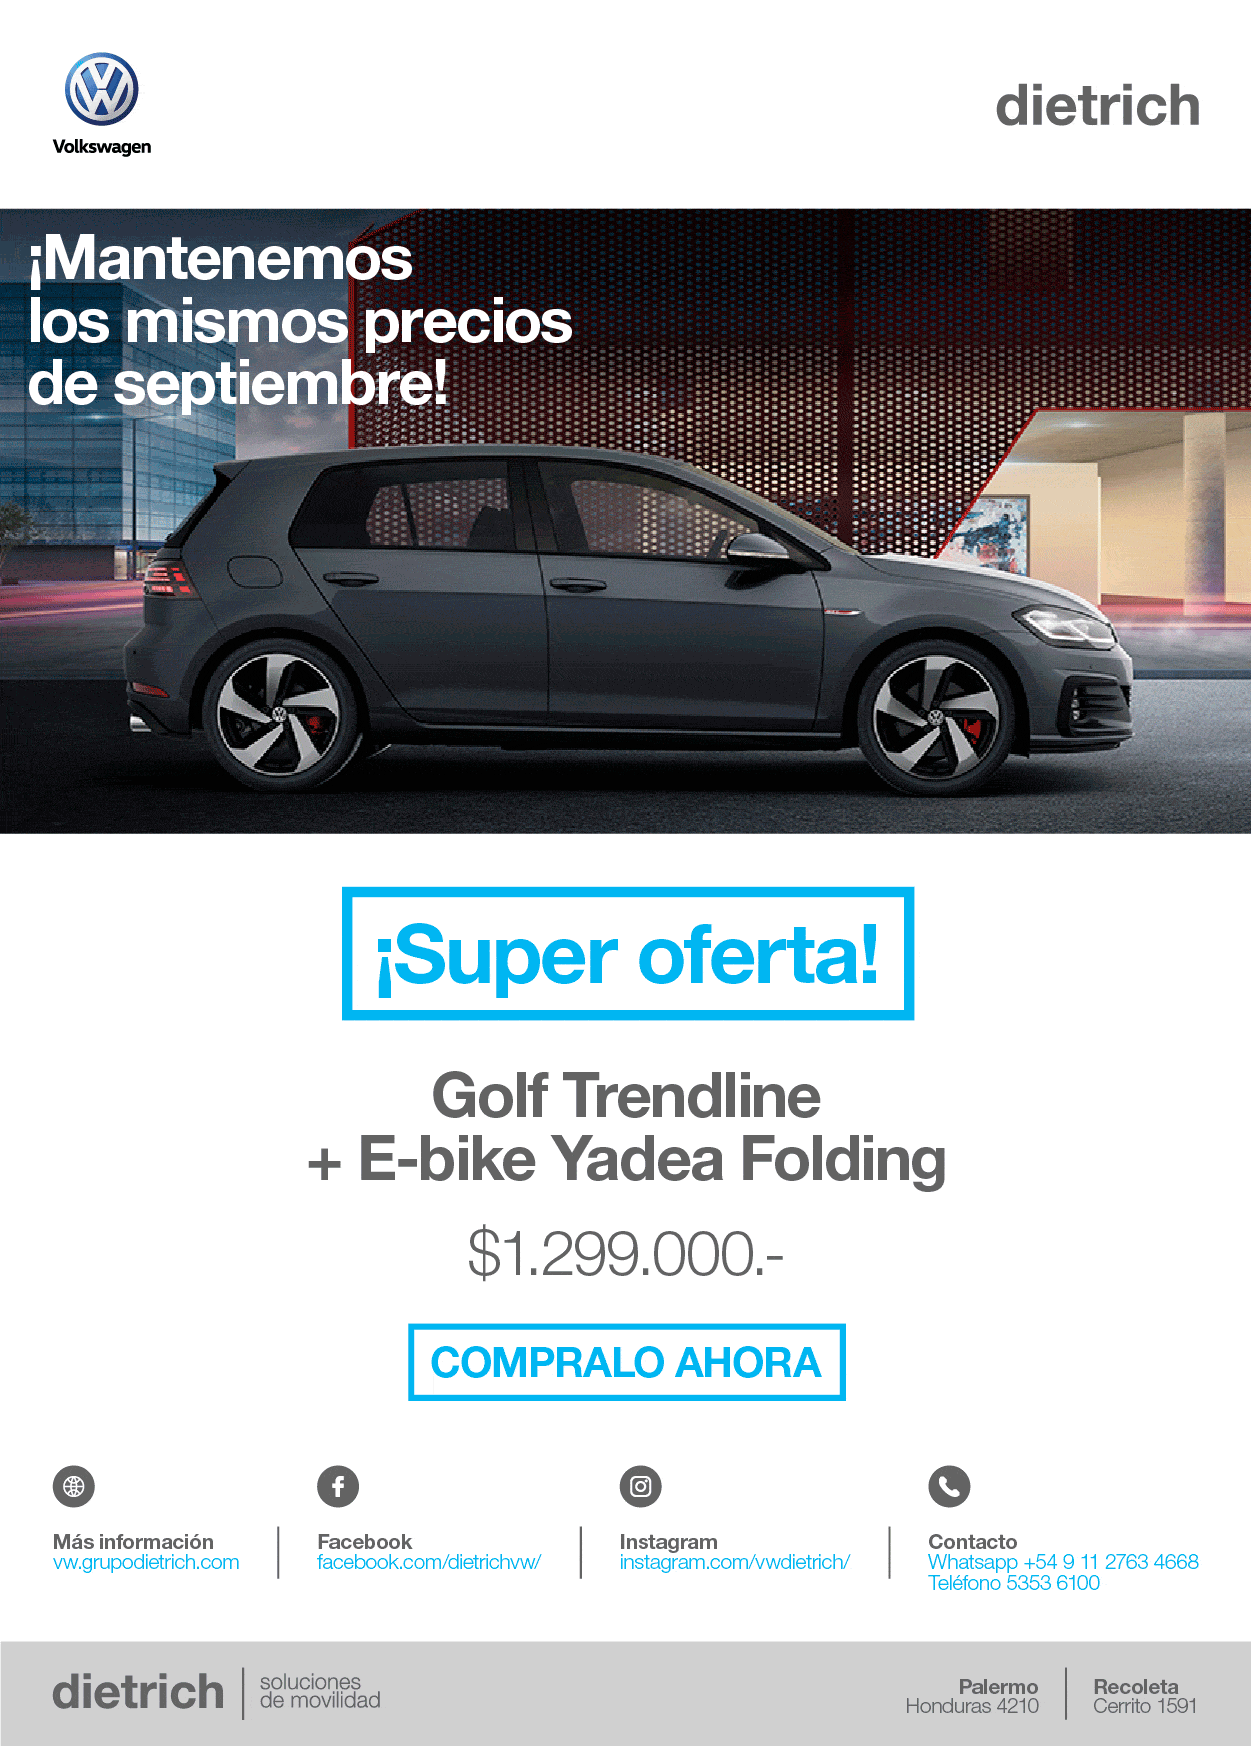 Volkswagen
dietrich
¡Mantenemos
los mismos precios
de septiembre!
¡Super oferta!
Golf Trendline
+ E-bike Yadea Folding
$1.299.000.-
COMPRALO AHORA
Más información
vw.grupodietrich.com
Facebook
facebook.com/dietrichvw/
Instagram
instagram.com/vwdietrich/
Contacto
Whatsapp +54 9 11 2763 4668
Teléfono 5353 6100
dietrich
soluciones
de movilidad
Palermo
Honduras 4210
Recoleta
Cerrito 1591